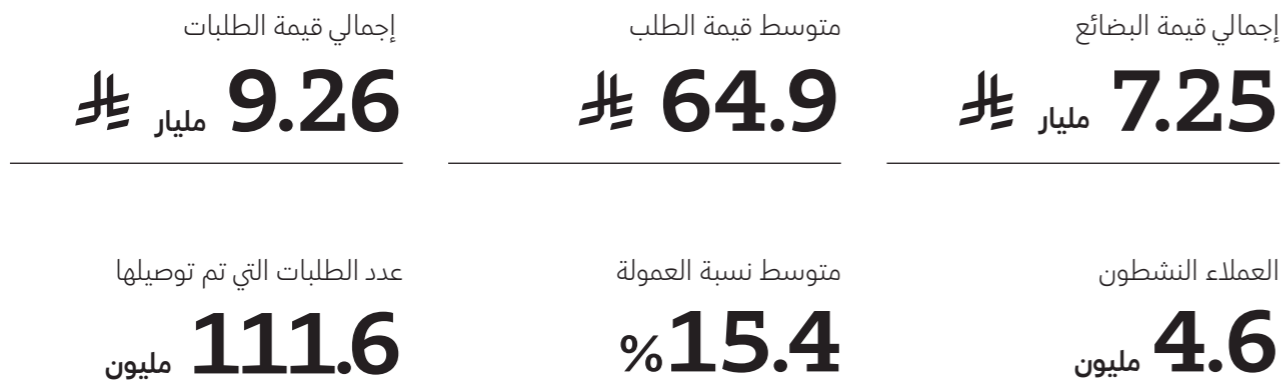 إجمالي قيمة البضائع
7.25 مليار ⃁
متوسط قيمة الطلب
64.9 ⃁
إجمالي قيمة الطلبات
9.26 مليار ⃁
العملاء النشطون
4.6 مليون
متوسط نسبة العمولة
15.4%
عدد الطلبات التي تم توصيلها
111.6 مليون